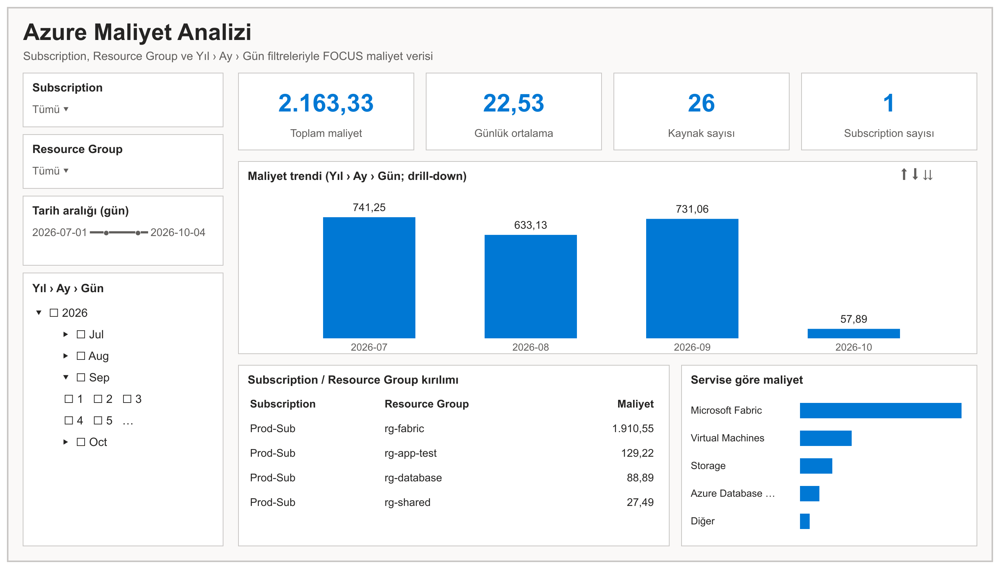 Azure Maliyet Analizi
Subscription, Resource Group ve Yıl › Ay › Gün filtreleriyle FOCUS maliyet verisi
Subscription
Tümü ▾
Resource Group
Tümü ▾
Tarih aralığı (gün)
2026-07-01 2026-10-04
Yıl › Ay › Gün
▾ ☐ 2026
▸ ☐ Jul
▸ ☐ Aug
▾ ☐ Sep
☐ 1 ☐ 2 ☐ 3
☐ 4 ☐ 5 …
▸ ☐ Oct
2.163,33
Toplam maliyet
22,53
Günlük ortalama
26
Kaynak sayısı
1
Subscription sayısı
Maliyet trendi (Yıl › Ay › Gün; drill-down)
741,25
633,13
731,06
57,89
2026-07 2026-08 2026-09 2026-10
Subscription / Resource Group kırılımı
Subscription Resource Group Maliyet
Prod-Sub rg-fabric 1.910,55
Prod-Sub rg-app-test 129,22
Prod-Sub rg-database 88,89
Prod-Sub rg-shared 27,49
Servise göre maliyet
Microsoft Fabric
Virtual Machines
Storage
Azure Database …
Diğer